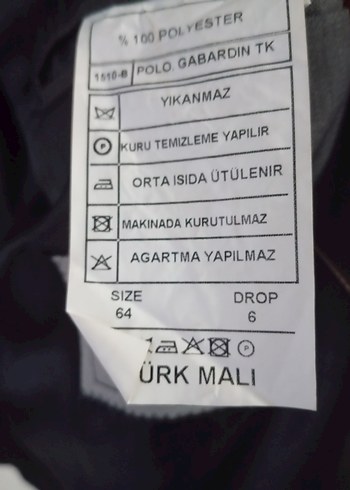 % 100 POLYESTER
1510-B POLO. GABARDIN TK
YIKANMAZ
P KURU TEMIZLEME YAPILIR
ORTA ISIDA ÜTÜLENIR
MAKINADA KURUTULMAZ
AGARTMA YAPILMAZ
SIZE DROP
64 6
P
ÜRK MALI